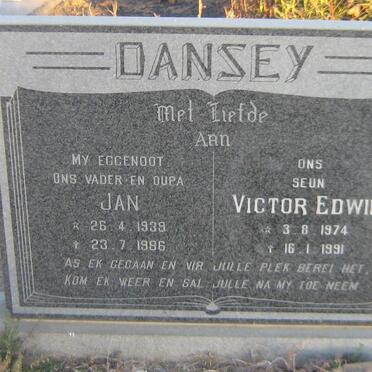 DANSEY
Met Liefde
Aan
MY EGGENOOT
ONS VADER EN OUPA
JAN
☆ 26.4.1939
✝ 23.7.1986
ONS
SEUN
VICTOR EDWIN
☆ 3.8.1974
✝ 16.1.1991
AS EK GEGAAN EN VIR JULLE PLEK BEREI HET
KOM EK WEER EN SAL JULLE NA MY TOE NEEM